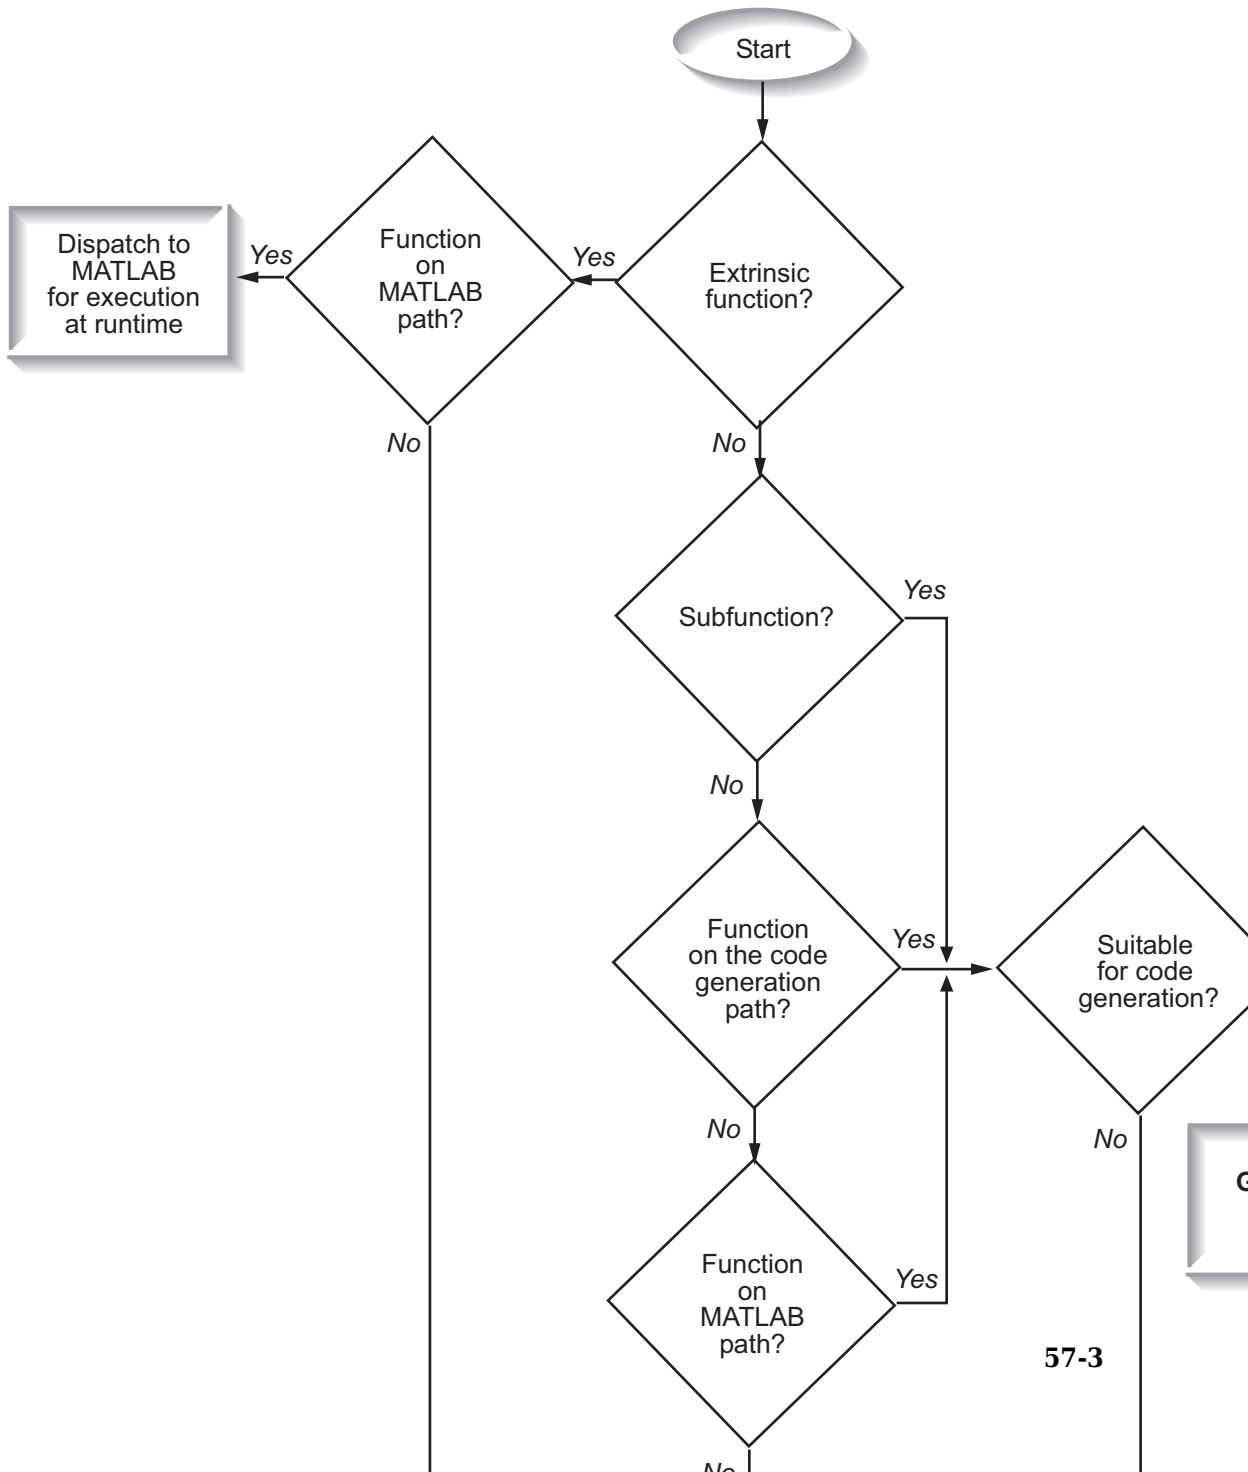 Start
Dispatch to
MATLAB
for execution
at runtime
Yes
Function
on
MATLAB
path?
Yes
Extrinsic
function?
No
No
Subfunction?
Yes
No
Function
on the code
generation
path?
Yes
Suitable
for code
generation?
No
No
Function
on
MATLAB
path?
Yes
57-3
No